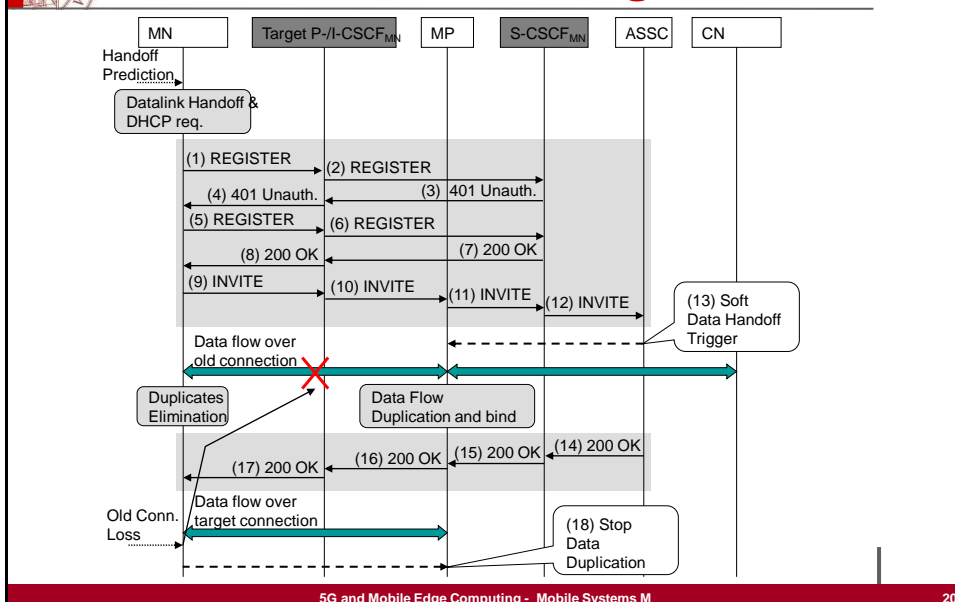 MN
Target P-/I-CSCFMN
MP
S-CSCFMN
ASSC
CN
Handoff
Prediction
Datalink Handoff &
DHCP req.
(1) REGISTER
(2) REGISTER
(3) 401 Unauth.
(4) 401 Unauth.
(5) REGISTER
(6) REGISTER
(7) 200 OK
(8) 200 OK
(9) INVITE
(10) INVITE
(11) INVITE
(12) INVITE
(13) Soft
Data Handoff
Trigger
Data flow over
old connection
Duplicates
Elimination
Data Flow
Duplication and bind
(14) 200 OK
(15) 200 OK
(16) 200 OK
(17) 200 OK
Data flow over
target connection
Old Conn.
Loss
(18) Stop
Data
Duplication
5G and Mobile Edge Computing - Mobile Systems M
20